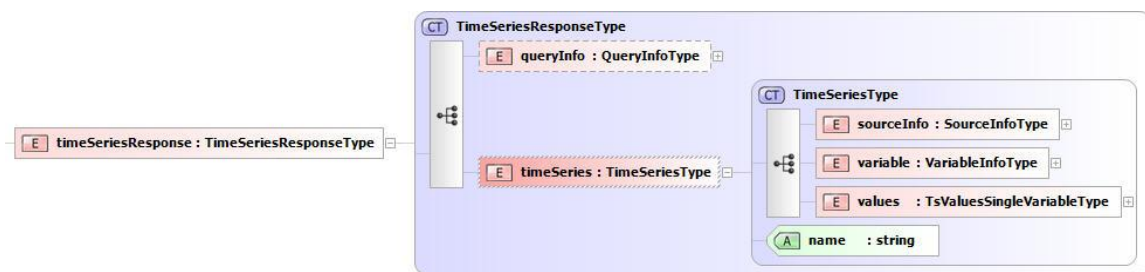 CT TimeSeriesResponseType
E queryInfo : QueryInfoType
CT TimeSeriesType
E sourceInfo : SourceInfoType
E timeSeriesResponse : TimeSeriesResponseType
E variable : VariableInfoType
E timeSeries : TimeSeriesType
E values : TsValuesSingleVariableType
A name : string